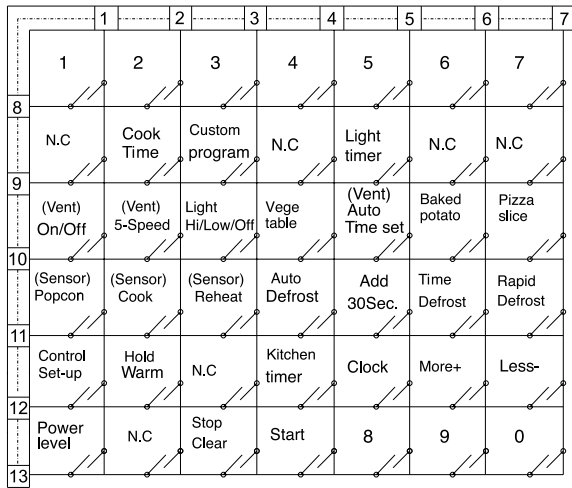 1 2 3 4 5 6 7
1 2 3 4 5 6 7
8
N.C Cook Time Custom program N.C Light timer N.C N.C
9
(Vent) On/Off (Vent) 5-Speed Light Hi/Low/Off Vege table (Vent) Auto Tme set Baked potato Pizza slice
10
(Sensor) Popcon (Sensor) Cook (Sensor) Reheat Auto Defrost Add 30Sec. Time Defrost Rapid Defrost
11
Control Set-up Hold Warm N.C Kitchen timer Clock More+ Less-
12
Power level N.C Stop Clear Start 8 9 0
13